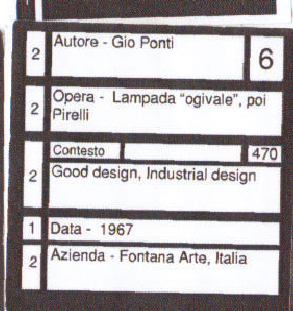 2 Autore - Gio Ponti 6
2 Opera - Lampada "ogivale", poi
Pirelli
Contesto 470
2 Good design, Industrial design
1 Data - 1967
2 Azienda - Fontana Arte, Italia